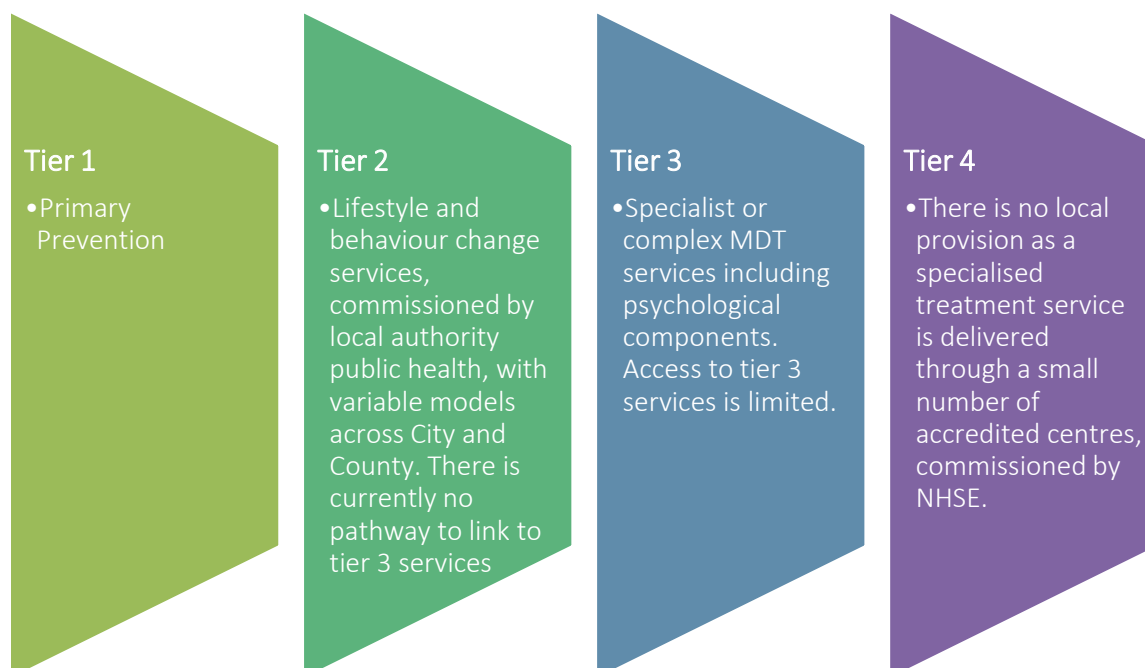 Tier 1
•Primary
Prevention
Tier 2
•Lifestyle and
behaviour change
services,
commissioned by
local authority
public health, with
variable models
across City and
County. There is
currently no
pathway to link to
tier 3 services
Tier 3
•Specialist or
complex MDT
services including
psychological
components.
Access to tier 3
services is limited.
Tier 4
•There is no local
provision as a
specialised
treatment service
is delivered
through a small
number of
accredited centres,
commissioned by
NHSE.